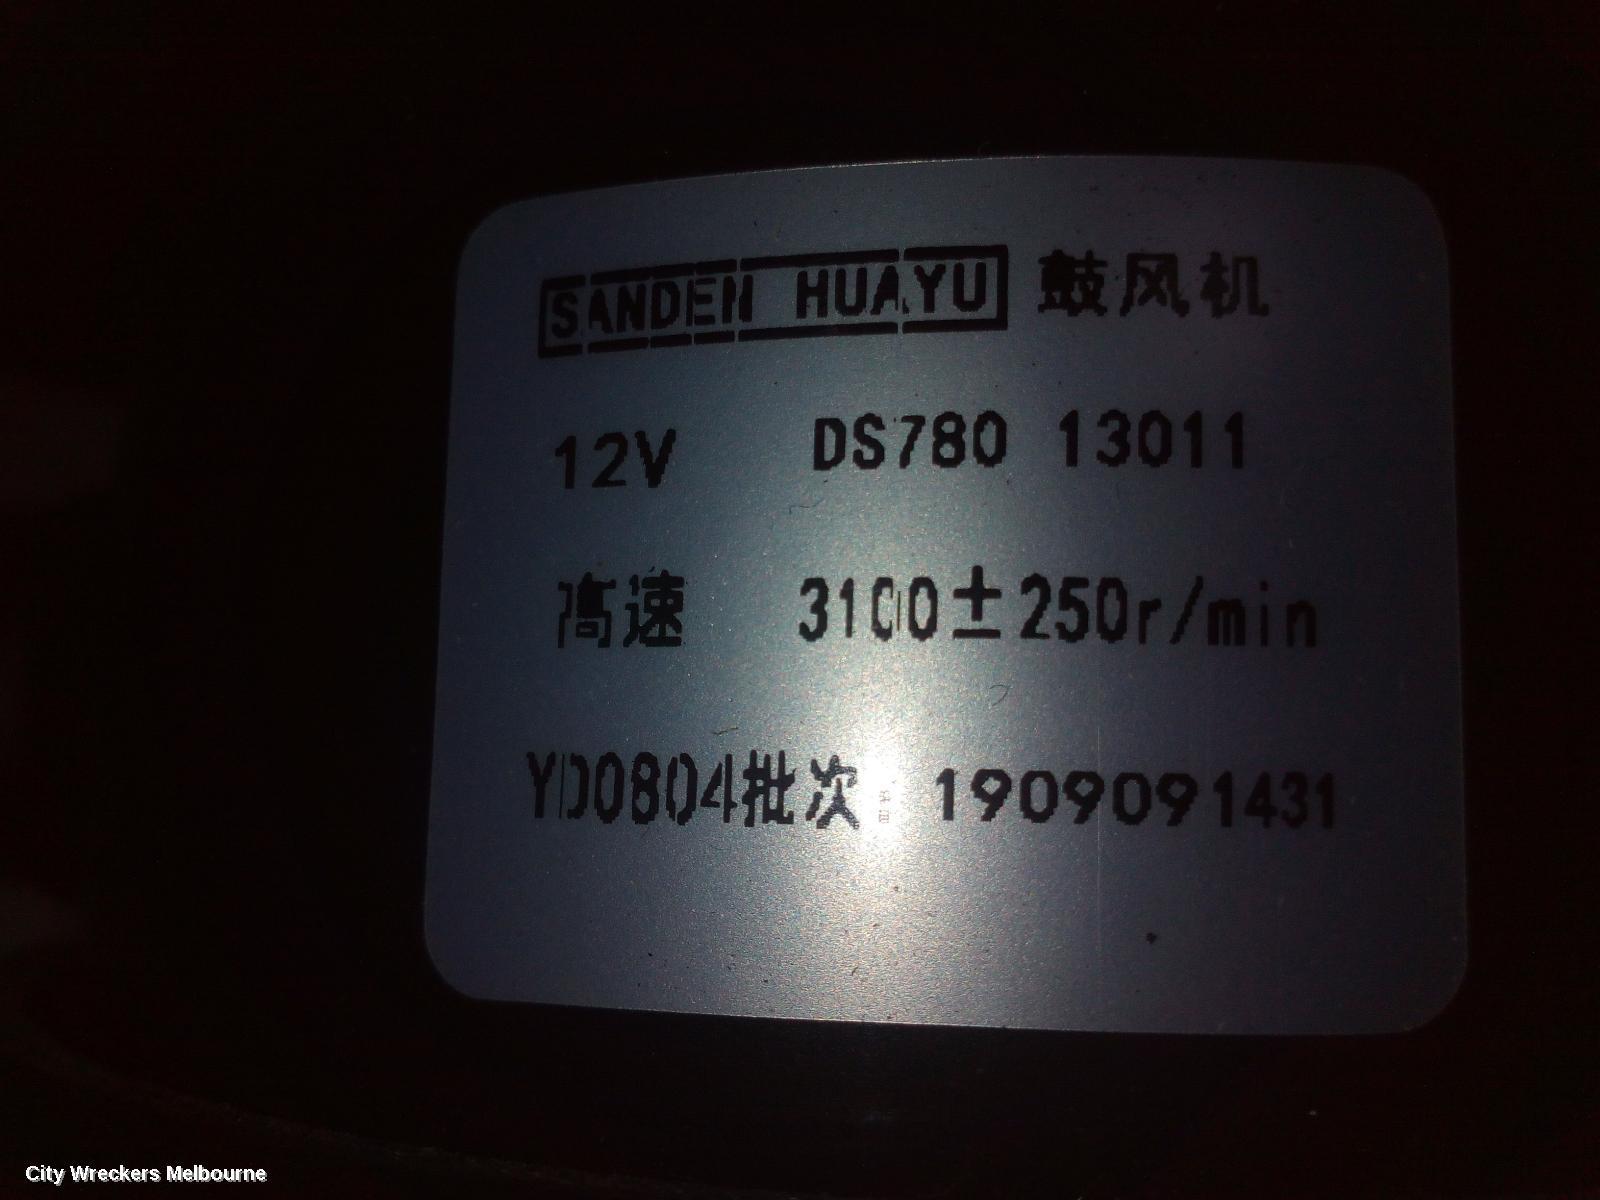 SANDEN HUAYU 鼓风机
12V DS780 13011
高速 3100±250r/min
YD0804批次 1909091431
City Wreckers Melbourne